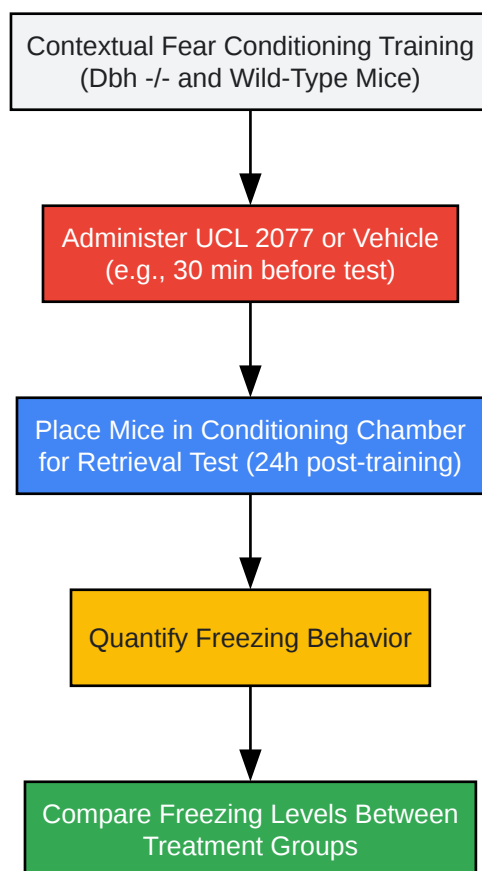 Contextual Fear Conditioning Training
(Dbh -/- and Wild-Type Mice)
Administer UCL 2077 or Vehicle
(e.g., 30 min before test)
Place Mice in Conditioning Chamber
for Retrieval Test (24h post-training)
Quantify Freezing Behavior
Compare Freezing Levels Between
Treatment Groups